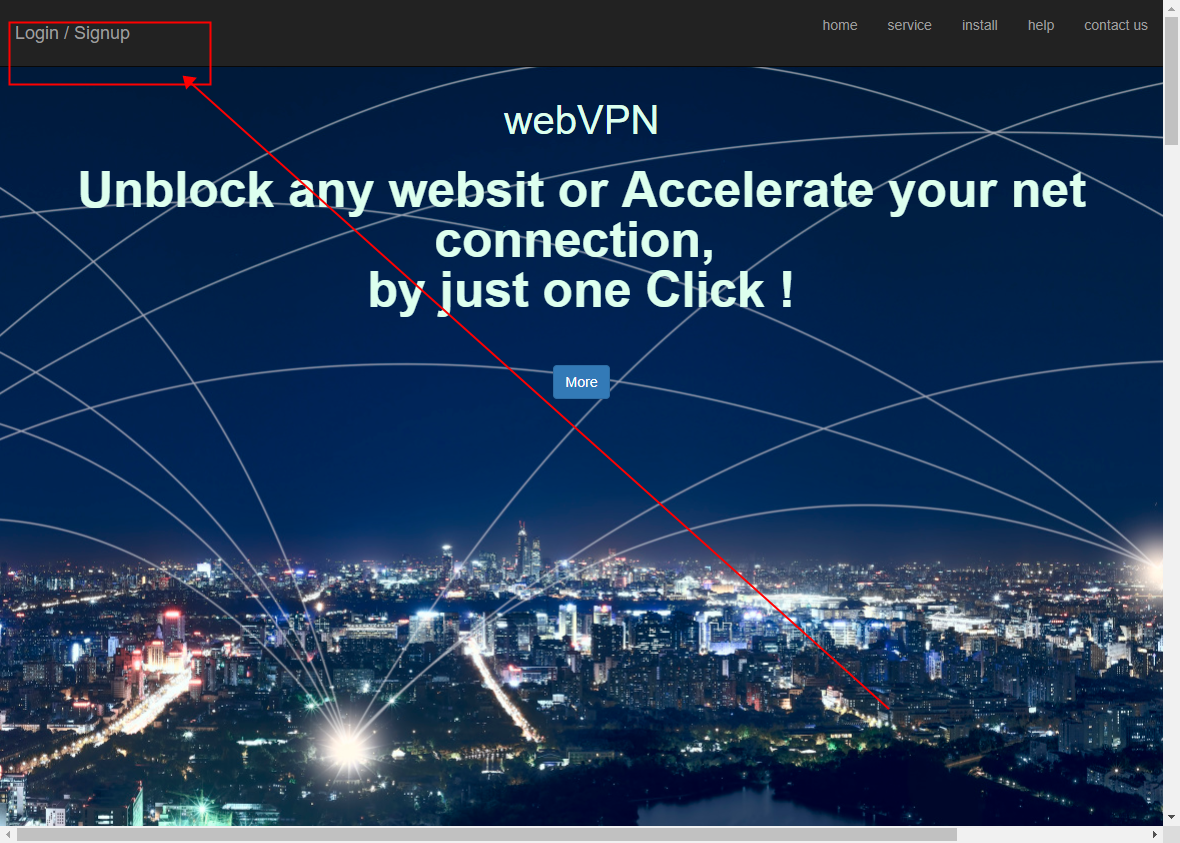 Login / Signup
home service install help contact us
webVPN
Unblock any websit or Accelerate your net
connection,
by just one Click !
More